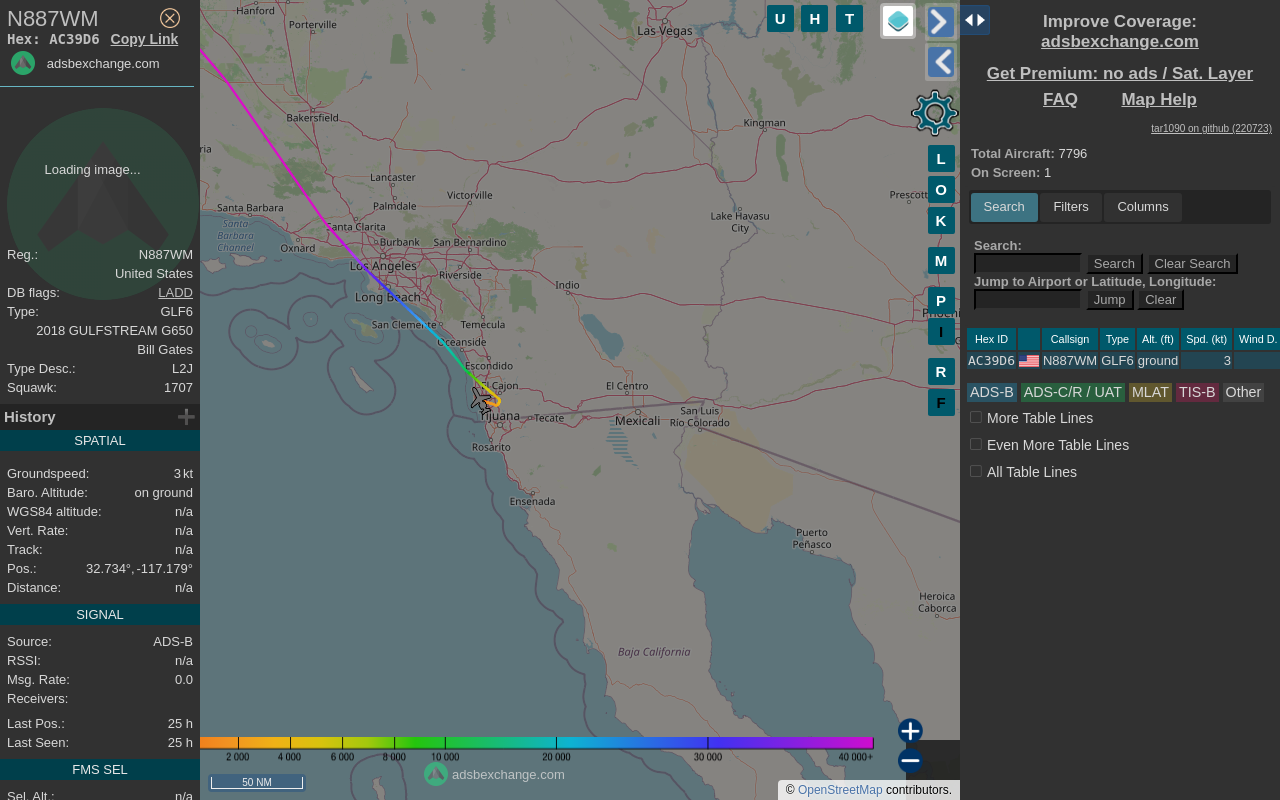 N887WM
Hex: AC39D6 Copy Link
adsbexchange.com
Loading image...
Reg.: N887WM
United States
DB flags: LADD
Type: GLF6
2018 GULFSTREAM G650
Bill Gates
Type Desc.: L2J
Squawk: 1707
History
SPATIAL
Groundspeed: 3 kt
Baro. Altitude: on ground
WGS84 altitude: n/a
Vert. Rate: n/a
Track: n/a
Pos.: 32.734°, -117.179°
Distance: n/a
SIGNAL
Source: ADS-B
RSSI: n/a
Msg. Rate: 0.0
Receivers:
Last Pos.: 25 h
Last Seen: 25 h
FMS SEL
Sel. Alt.: n/a
Hanford
Porterville
Las Vegas
Bakersfield
Kingman
ria
Lancaster
Victorville
Palmdale
Prescott
Santa Barbara
Lake Havasu
City
Santa Clarita
Santa
Barbara
Channel
Oxnard
Burbank
San Bernardino
Los Angeles
Riverside
Indio
Long Beach
San Clemente
Temecula
Oceanside
Escondido
El Cajon
El Centro
Tijuana
Tecate
Mexicali
San Luis
Río Colorado
Rosarito
Ensenada
Puerto
Peñasco
Heroica
Caborca
Baja California
U H T
L
O
K
M
P
I
R
F
2 000 4 000 6 000 8 000 10 000 20 000 30 000 40 000+
50 NM
adsbexchange.com
© OpenStreetMap contributors.
Improve Coverage:
adsbexchange.com
Get Premium: no ads / Sat. Layer
FAQ Map Help
tar1090 on github (220723)
Total Aircraft: 7796
On Screen: 1
Search Filters Columns
Search:
Search Clear Search
Jump to Airport or Latitude, Longitude:
Jump Clear
Hex ID Callsign Type Alt. (ft) Spd. (kt) Wind D.
AC39D6 N887WM GLF6 ground 3
ADS-B ADS-C/R / UAT MLAT TIS-B Other
More Table Lines
Even More Table Lines
All Table Lines